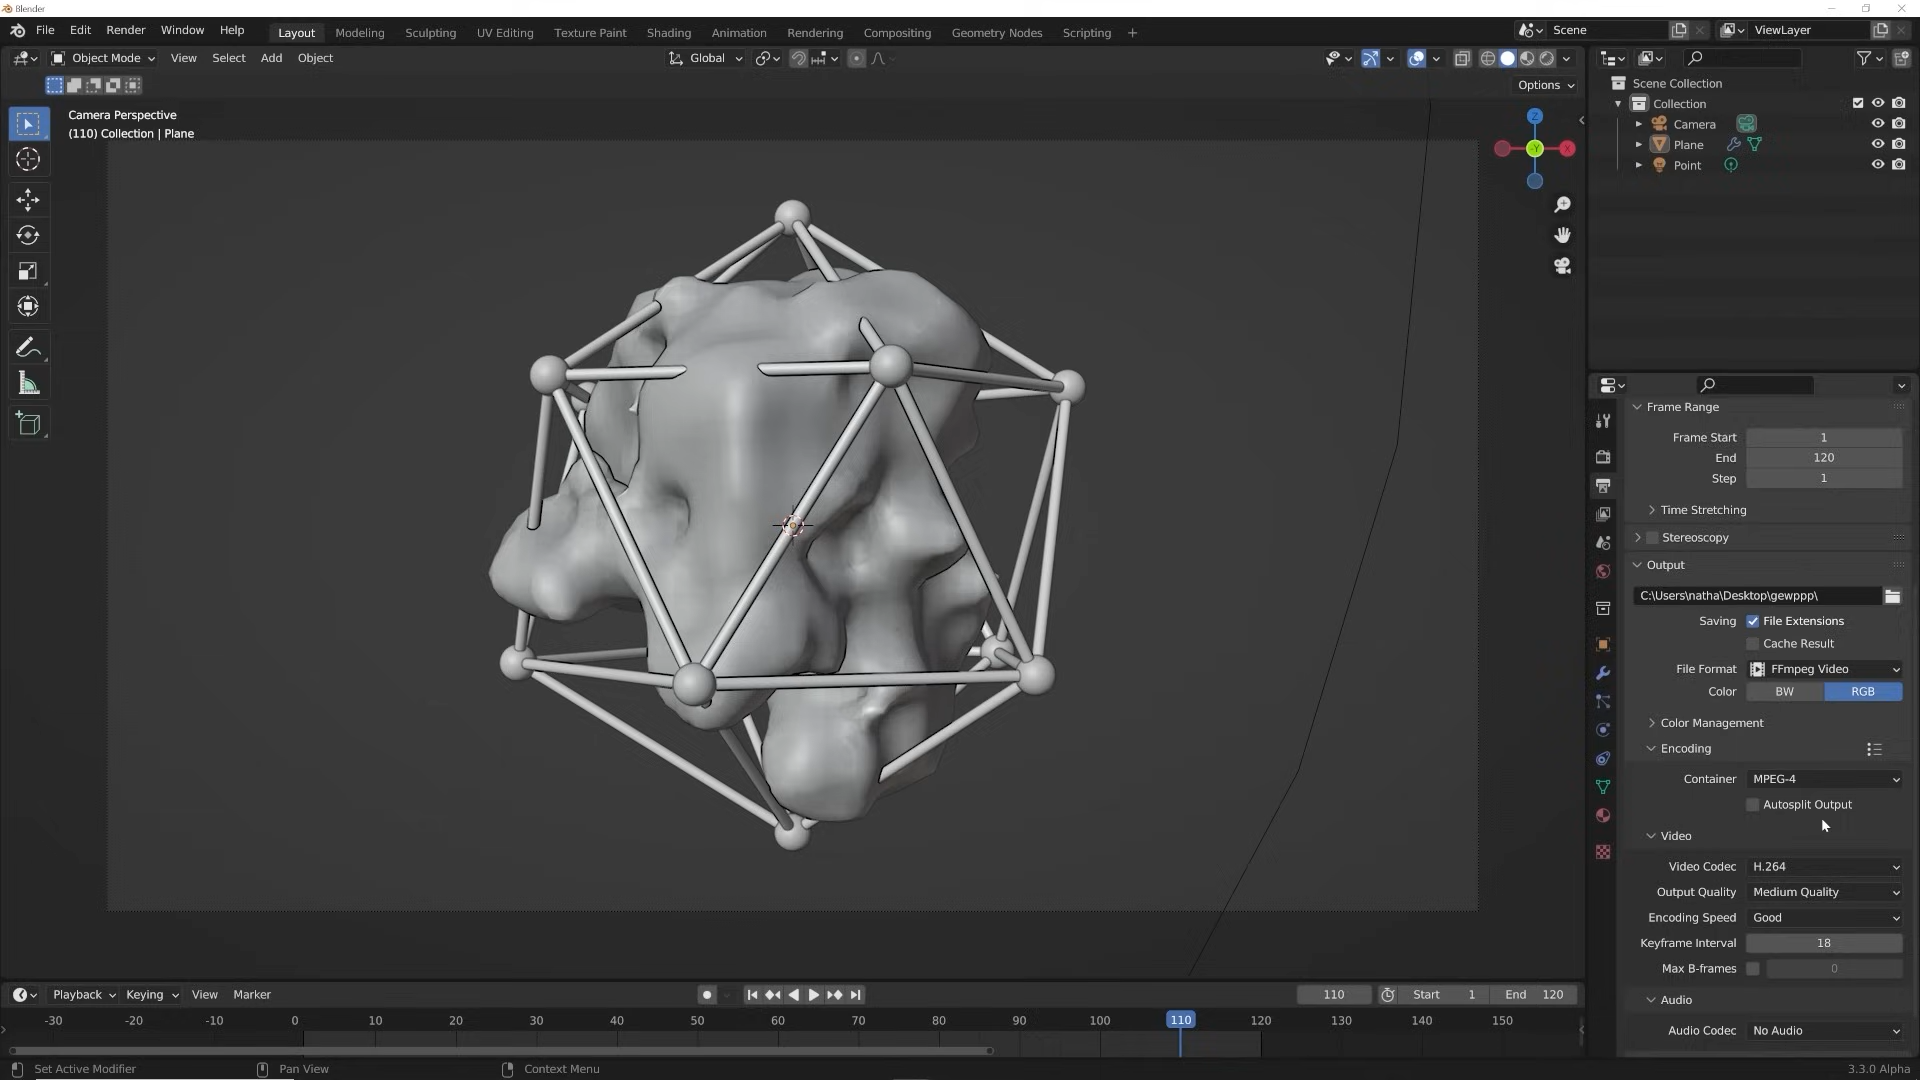 Blender
File Edit Render Window Help
Layout Modeling Sculpting UV Editing Texture Paint Shading Animation Rendering Compositing Geometry Nodes Scripting +
Scene
ViewLayer
Object Mode View Select Add Object
Global
Options
Camera Perspective
(110) Collection | Plane
Z
-Y
X
Scene Collection
Collection
Camera
Plane
Point
Frame Range
Frame Start 1
End 120
Step 1
Time Stretching
Stereoscopy
Output
C:\Users\natha\Desktop\gewppp\
Saving File Extensions
Cache Result
File Format FFmpeg Video
Color BW RGB
Color Management
Encoding
Container MPEG-4
Autosplit Output
Video
Video Codec H.264
Output Quality Medium Quality
Encoding Speed Good
Keyframe Interval 18
Max B-frames 0
Audio
Audio Codec No Audio
Playback Keying View Marker
110 Start 1 End 120
-30 -20 -10 0 10 20 30 40 50 60 70 80 90 100 110 120 130 140 150
Set Active Modifier Pan View Context Menu
3.3.0 Alpha